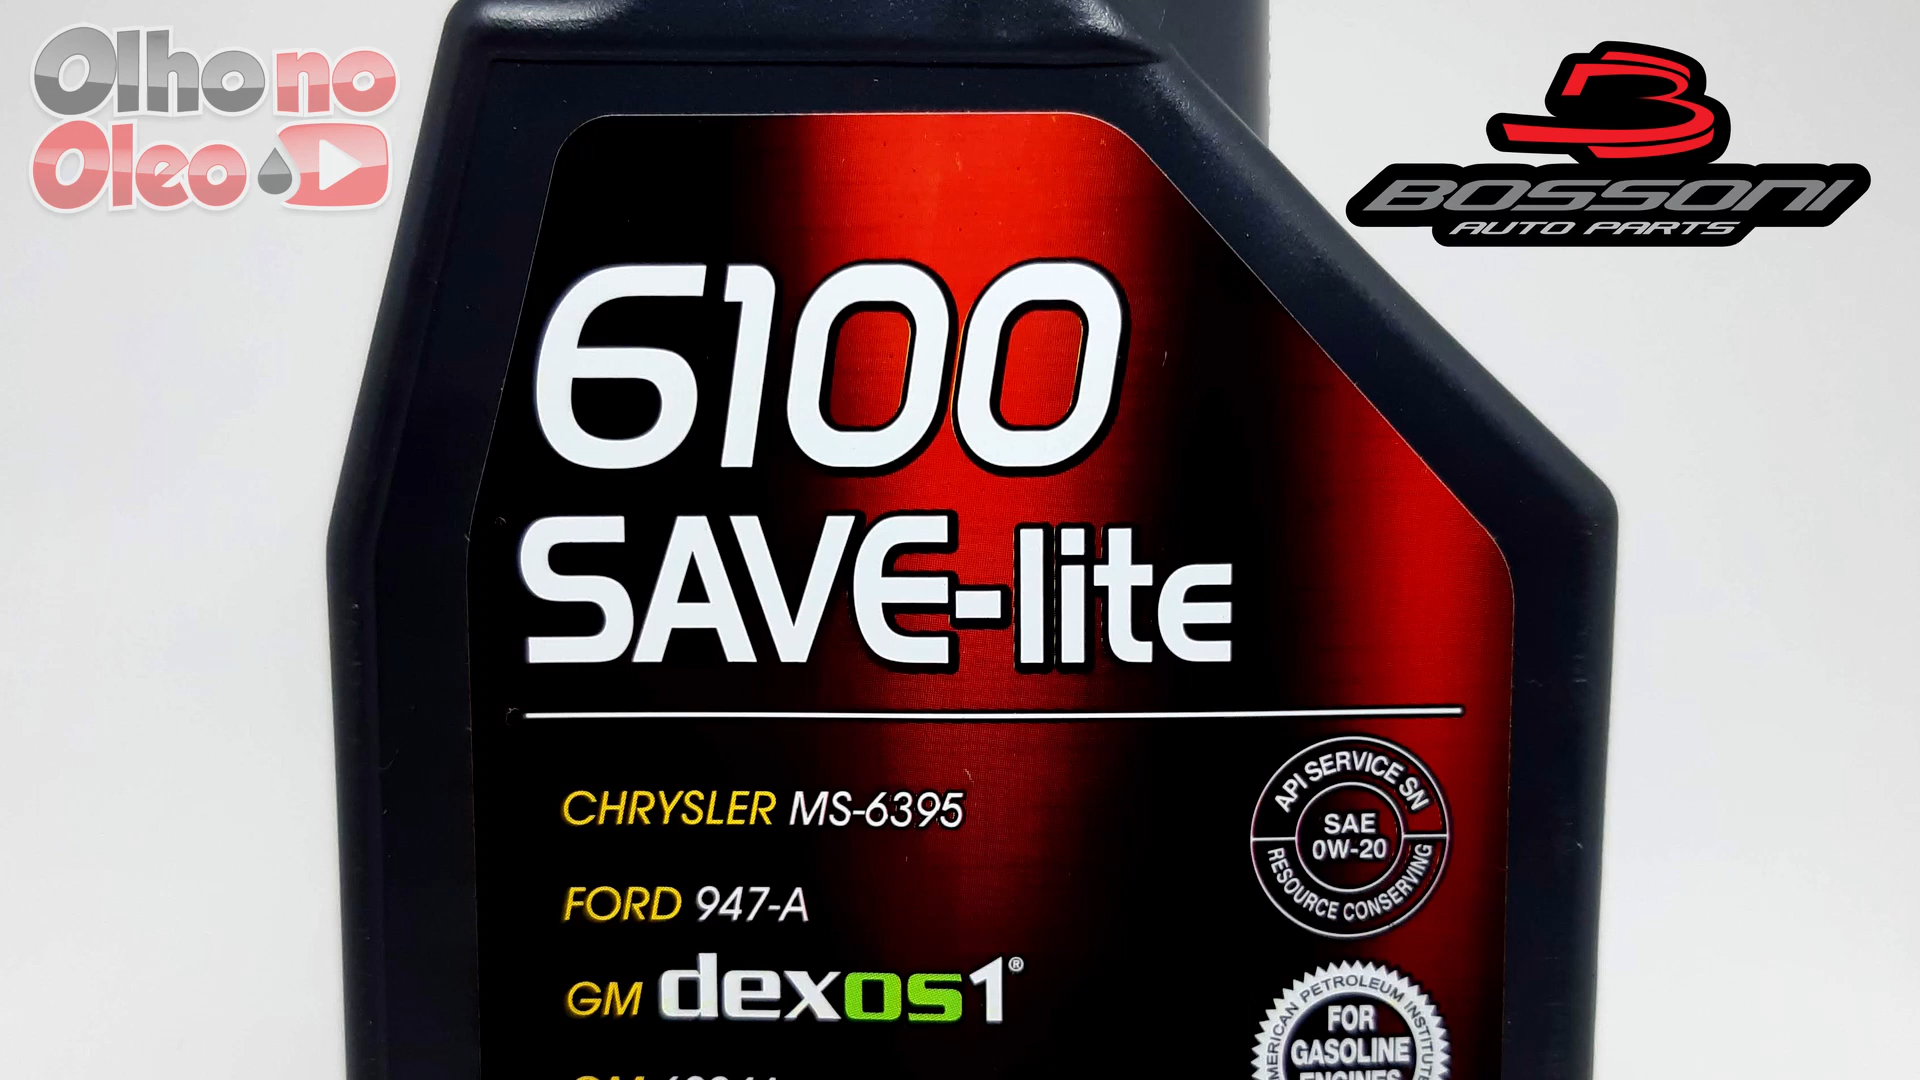 Olho no
Oleo
BOSSONI
AUTO PARTS
6100
SAVE-lite
CHRYSLER MS-6395
FORD 947-A
GM dexos1®
API SERVICE SN
SAE
0W-20
RESOURCE CONSERVING
AMERICAN PETROLEUM INSTITUTE
FOR
GASOLINE
ENGINES